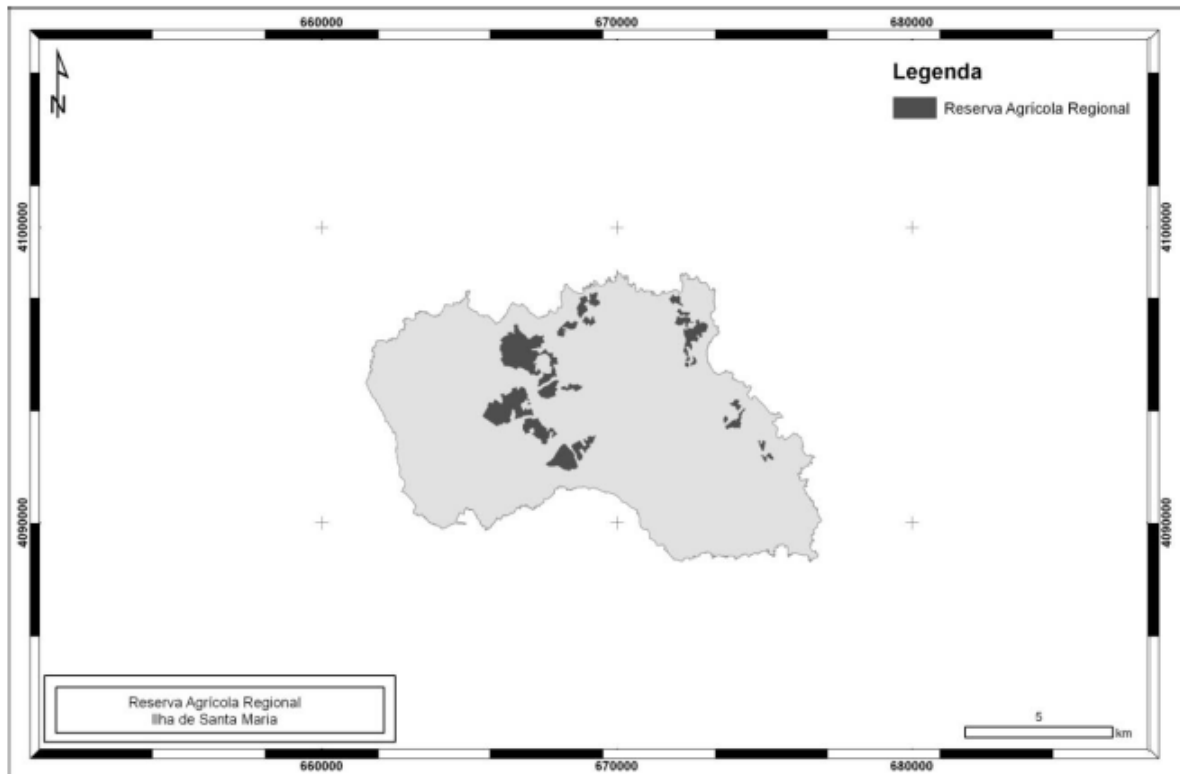 660000
670000
680000
Legenda
Reserva Agrícola Regional
N
4100000
4100000
4090000
4090000
Reserva Agrícola Regional
Ilha de Santa Maria
5
km
660000
670000
680000